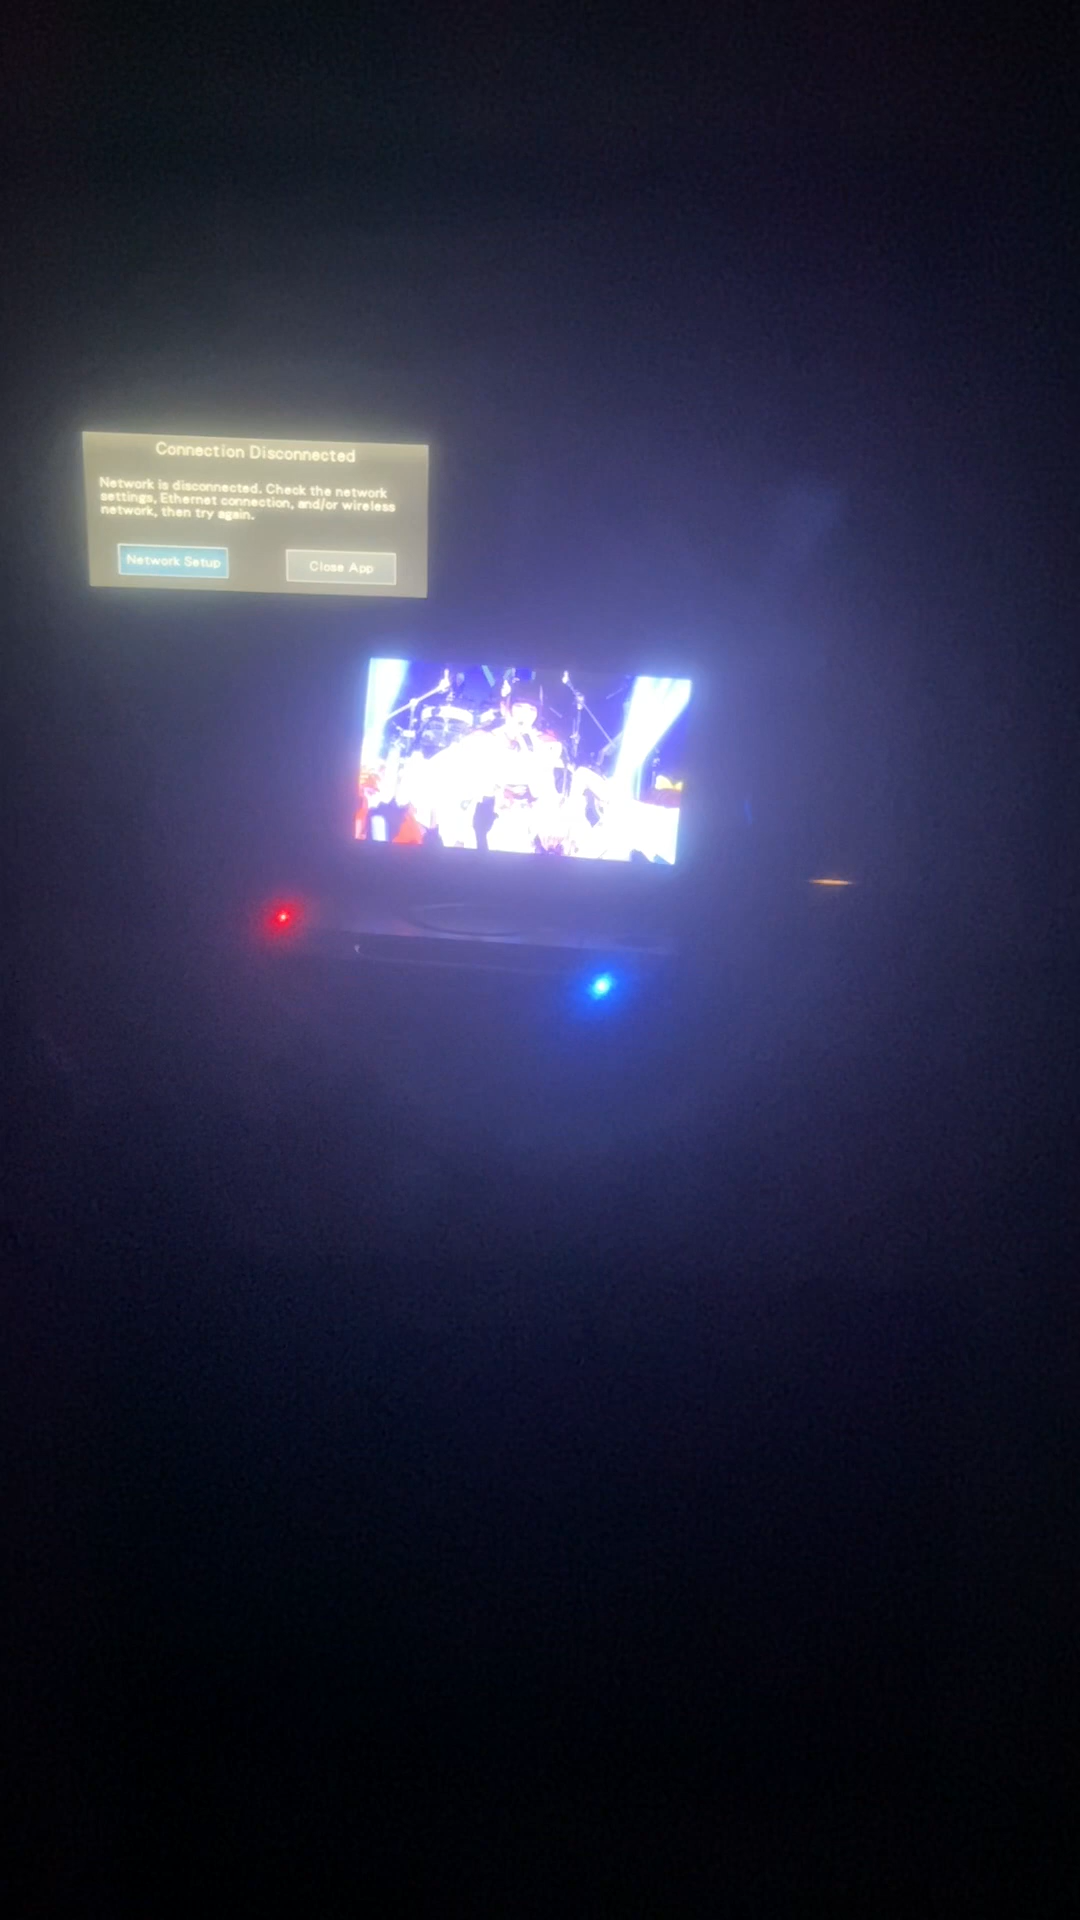 Connection Disconnected
Network is disconnected. Check the network
settings, Ethernet connection, and/or wireless
network, then try again.
Network Setup
Close App